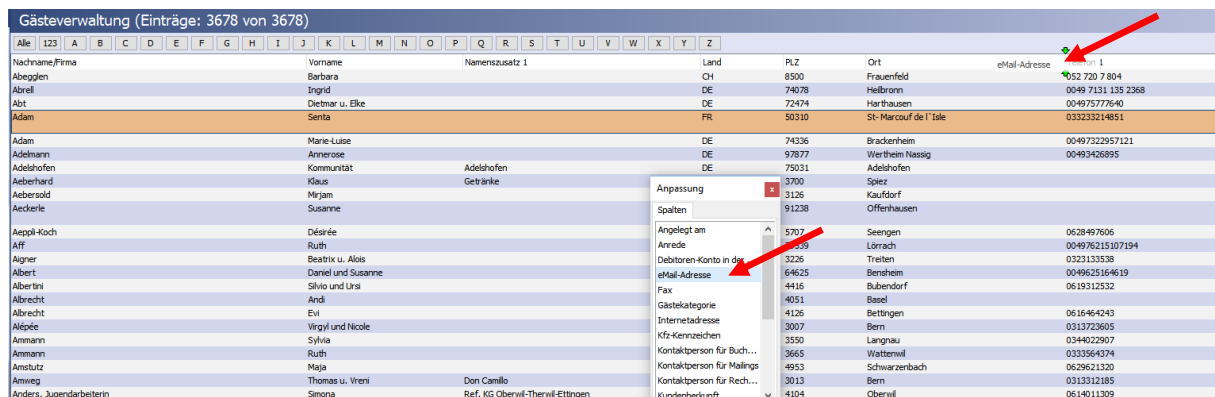 Gästeverwaltung (Einträge: 3678 von 3678)
Alle 123 A B C D E F G H I J K L M N O P Q R S T U V W X Y Z
Nachname/Firma Vorname Namenszusatz 1 Land PLZ Ort eMail-Adresse Telefon 1
Abegglen Barbara CH 8500 Frauenfeld 052 720 7 804
Abrell Ingrid DE 74078 Heilbronn 0049 7131 135 2368
Abt Dietmar u. Elke DE 72474 Harthausen 004975777640
Adam Senta FR 50310 St- Marcouf de l`Isle 033233214851
Adam Marie-Luise DE 74336 Brackenheim 00497322957121
Adelmann Annerose DE 97877 Wertheim Nassig 00493426895
Adelshofen Kommunität Adelshofen DE 75031 Adelshofen
Aeberhard Klaus Getränke 3700 Spiez
Aebersold Mirjam 3126 Kaufdorf
Aeckerle Susanne 91238 Offenhausen
Aeppli-Koch Désirée 5707 Seengen 0628497606
Aff Ruth Lörrach 004976215107194
Aigner Beatrix u. Alois 3226 Treiten 0323133538
Albert Daniel und Susanne 64625 Bensheim 0049625164619
Albertini Silvio und Ursi 4416 Bubendorf 0619312532
Albrecht Andi 4051 Basel
Albrecht Evi 4126 Bettingen 0616464243
Alépée Virgyl und Nicole 3007 Bern 0313723605
Ammann Sylvia 3550 Langnau 0344022907
Ammann Ruth 3665 Wattenwil 0333564374
Amstutz Maja 4953 Schwarzenbach 0629621320
Amweg Thomas u. Vreni Don Camillo 3013 Bern 0313312185
Anders, Jugendarbeiterin Simona Ref. KG Oberwil-Therwil-Ettingen 4104 Oberwil 0614011309
Anpassung x
Spalten
Angelegt am
Anrede
Debitoren-Konto in der
eMail-Adresse
Fax
Gästekategorie
Internetadresse
Kfz-Kennzeichen
Kontaktperson für Buch...
Kontaktperson für Mailings
Kontaktperson für Rech...
Kundenherkunft